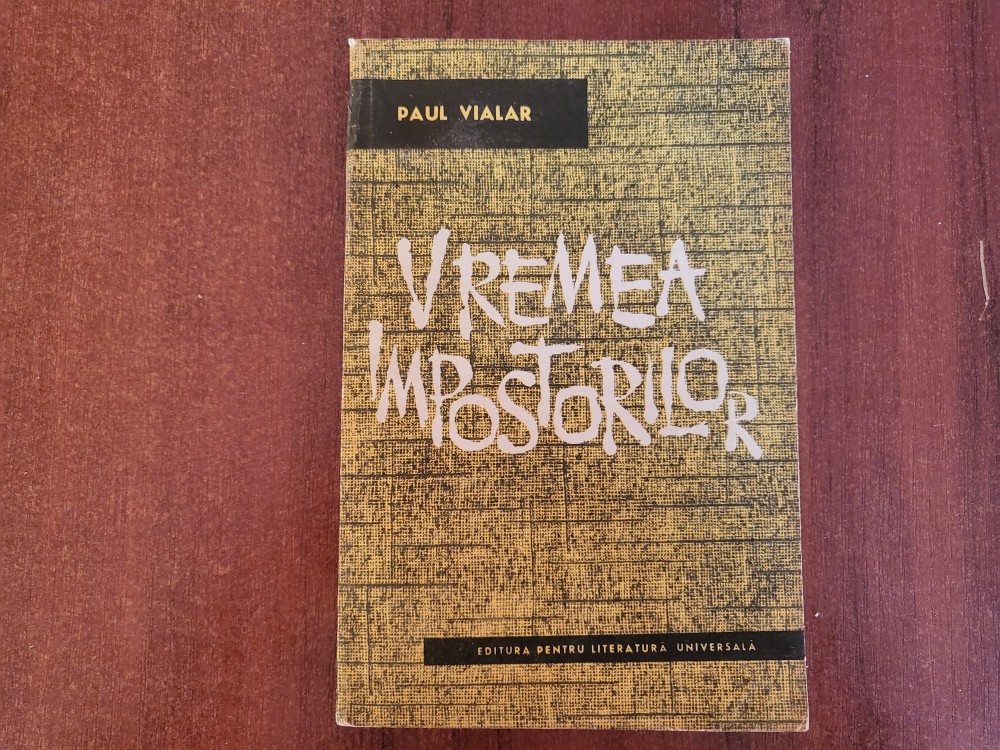 PAUL VIALAR
VREMEA
IMPOSTORILOR
EDITURA PENTRU LITERATURĂ UNIVERSALĂ